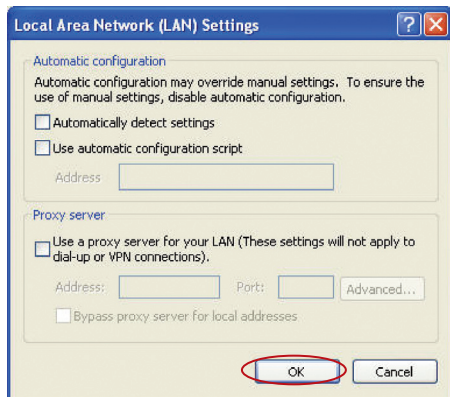 Local Area Network (LAN) Settings
Automatic configuration
Automatic configuration may override manual settings. To ensure the
use of manual settings, disable automatic configuration.
Automatically detect settings
Use automatic configuration script
Address
Proxy server
Use a proxy server for your LAN (These settings will not apply to
dial-up or VPN connections).
Address: Port: Advanced...
Bypass proxy server for local addresses
OK Cancel